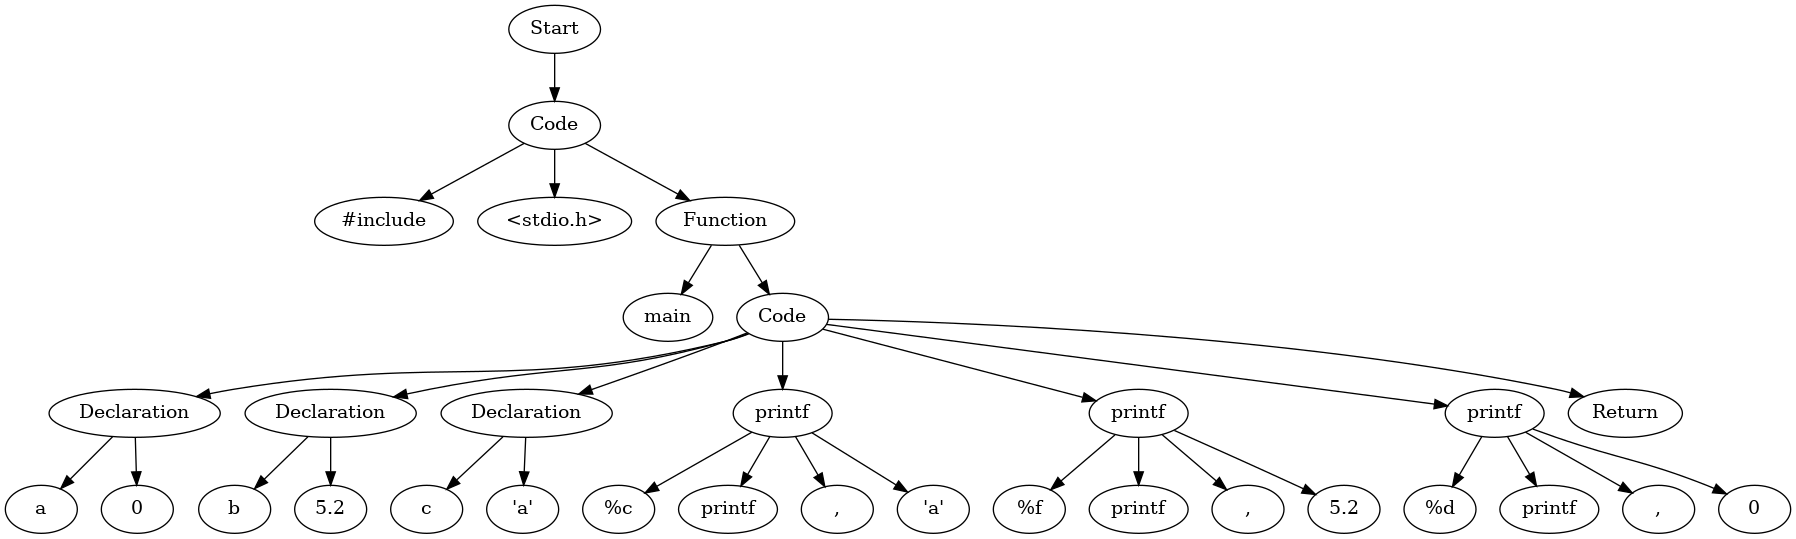 Start
Code
#include <stdio.h> Function
main Code
Declaration Declaration Declaration printf printf printf Return
a 0 b 5.2 c 'a' %c printf , 'a' %f printf , 5.2 %d printf , 0